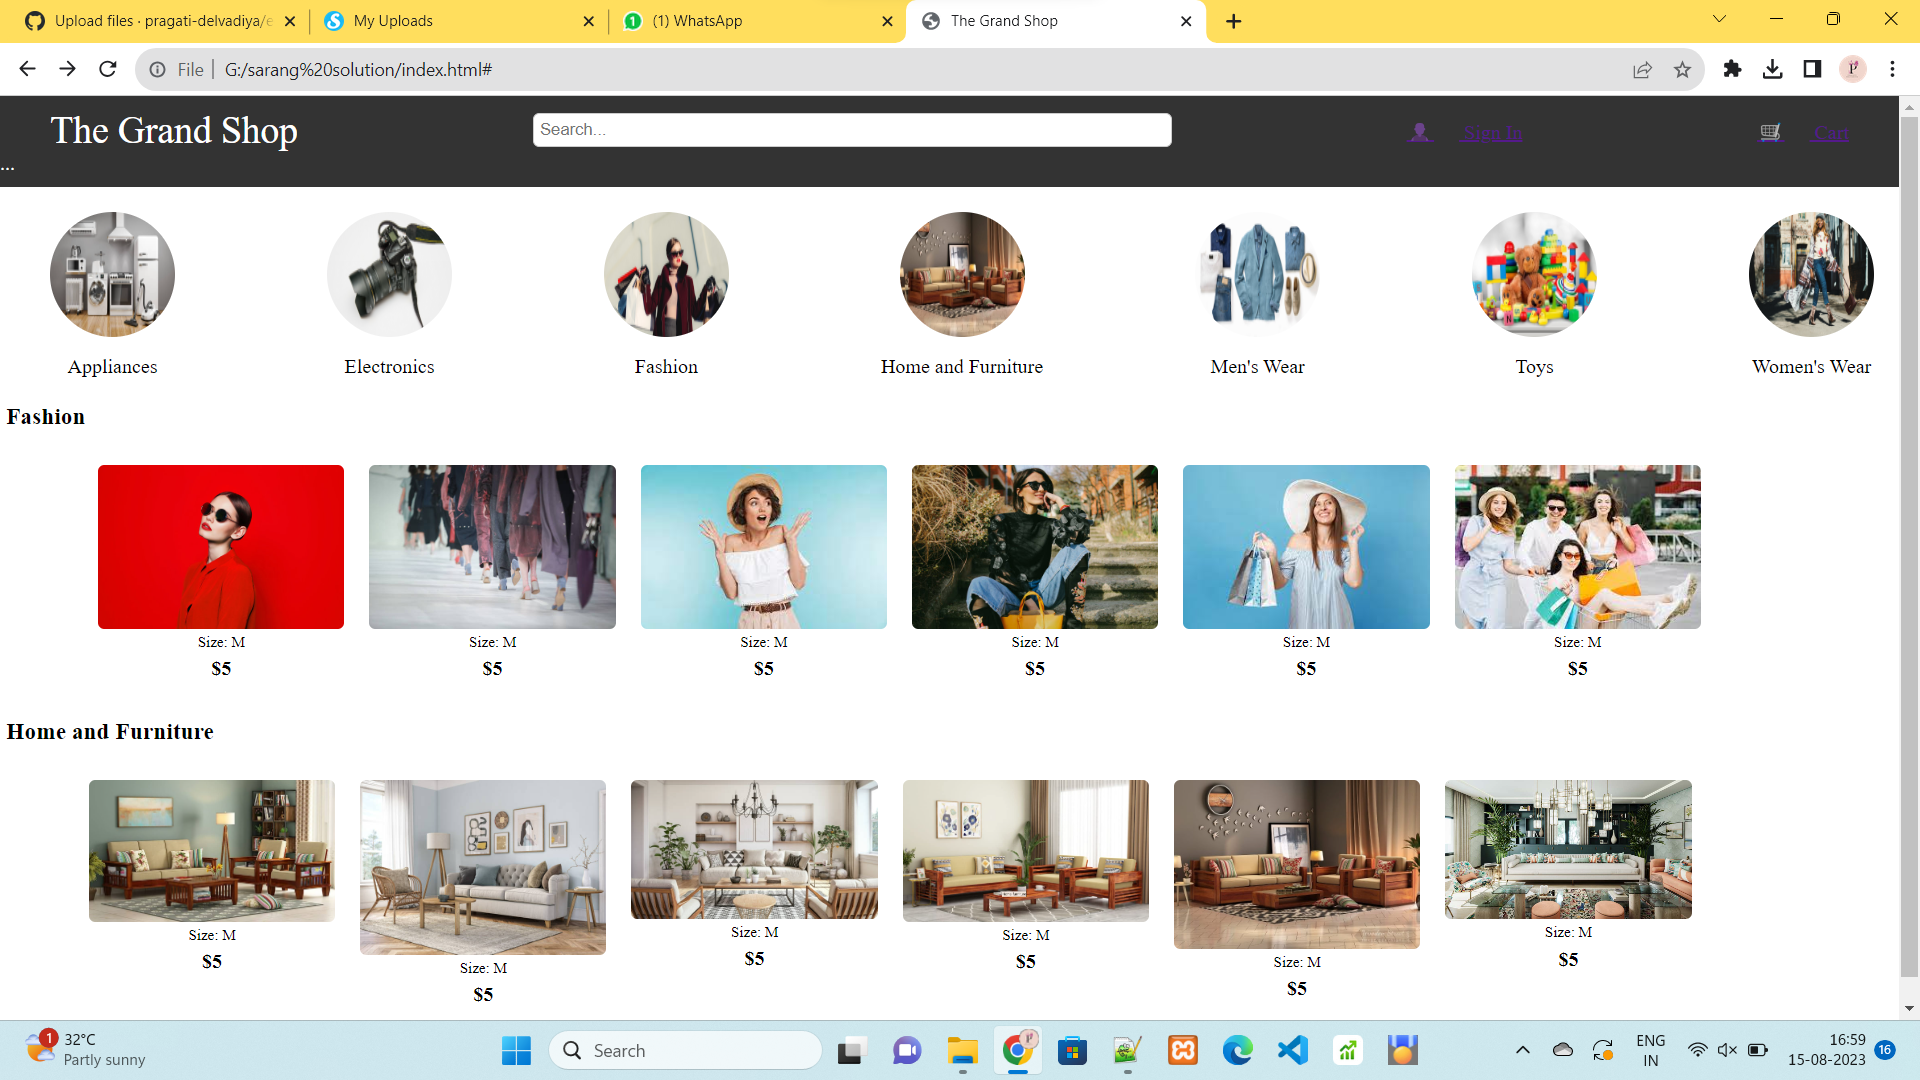 Upload files · pragati-delvadiya/e
My Uploads
(1) WhatsApp
The Grand Shop
File
G:/sarang%20solution/index.html#
The Grand Shop
Search...
Sign In
Cart
...
Appliances
Electronics
Fashion
Home and Furniture
Men's Wear
Toys
Women's Wear
Fashion
Size: M
Size: M
Size: M
Size: M
Size: M
Size: M
$5
$5
$5
$5
$5
$5
Home and Furniture
Size: M
$5
Size: M
$5
Size: M
$5
Size: M
$5
Size: M
$5
Size: M
$5
1
32°C
Partly sunny
Search
ENG
IN
16:59
15-08-2023
16